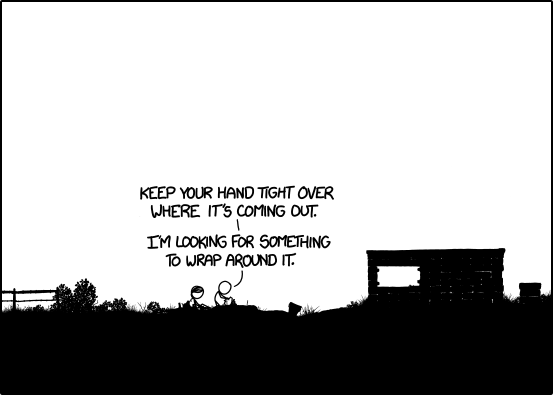 KEEP YOUR HAND TIGHT OVER
WHERE IT'S COMING OUT.
I'M LOOKING FOR SOMETHING
TO WRAP AROUND IT.